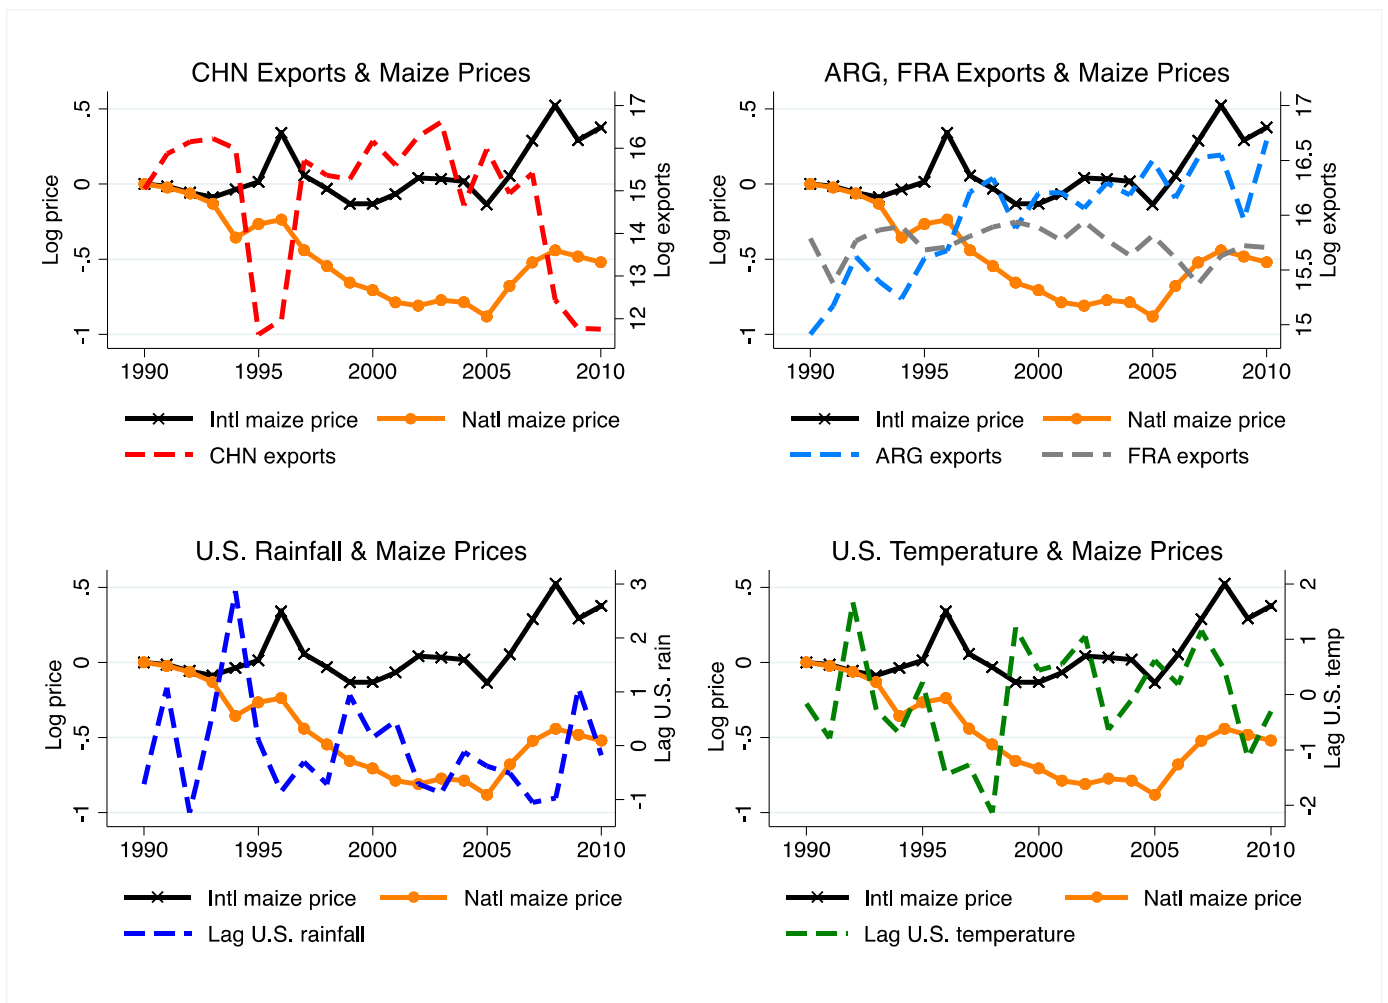 CHN Exports & Maize Prices
Log price
.5
0
-.5
-1
17
16
15
14
13
12
Log exports
1990 1995 2000 2005 2010
Intl maize price Natl maize price
CHN exports
ARG, FRA Exports & Maize Prices
Log price
.5
0
-.5
-1
17
16.5
16
15.5
15
Log exports
1990 1995 2000 2005 2010
Intl maize price Natl maize price
ARG exports FRA exports
U.S. Rainfall & Maize Prices
Log price
.5
0
-.5
-1
3
2
1
0
-1
Lag U.S. rain
1990 1995 2000 2005 2010
Intl maize price Natl maize price
Lag U.S. rainfall
U.S. Temperature & Maize Prices
Log price
.5
0
-.5
-1
2
1
0
-1
-2
Lag U.S. temp
1990 1995 2000 2005 2010
Intl maize price Natl maize price
Lag U.S. temperature